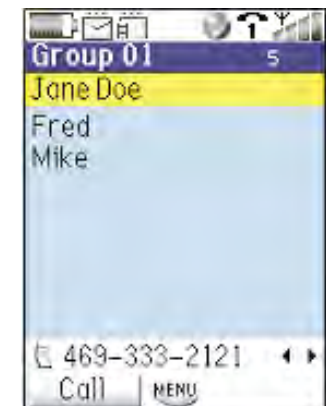 Group 01 5
Jane Doe
Fred
Mike
469-333-2121
Call MENU